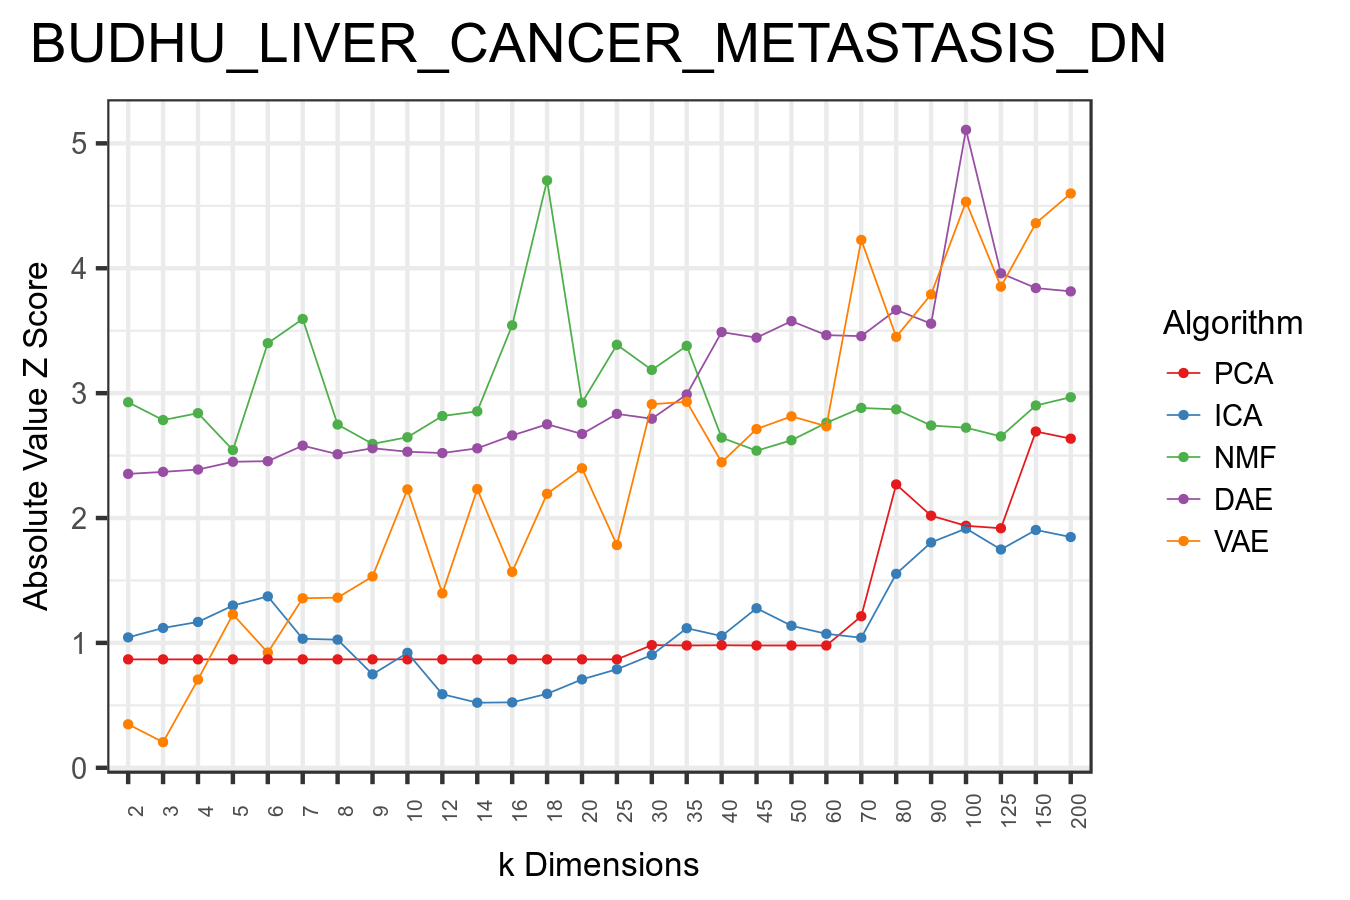 BUDHU_LIVER_CANCER_METASTASIS_DN
Absolute Value Z Score
5
4
3
2
1
0
2 3 4 5 6 7 8 9 10 12 14 16 18 20 25 30 35 40 45 50 60 70 80 90 100 125 150 200
k Dimensions
Algorithm
PCA
ICA
NMF
DAE
VAE